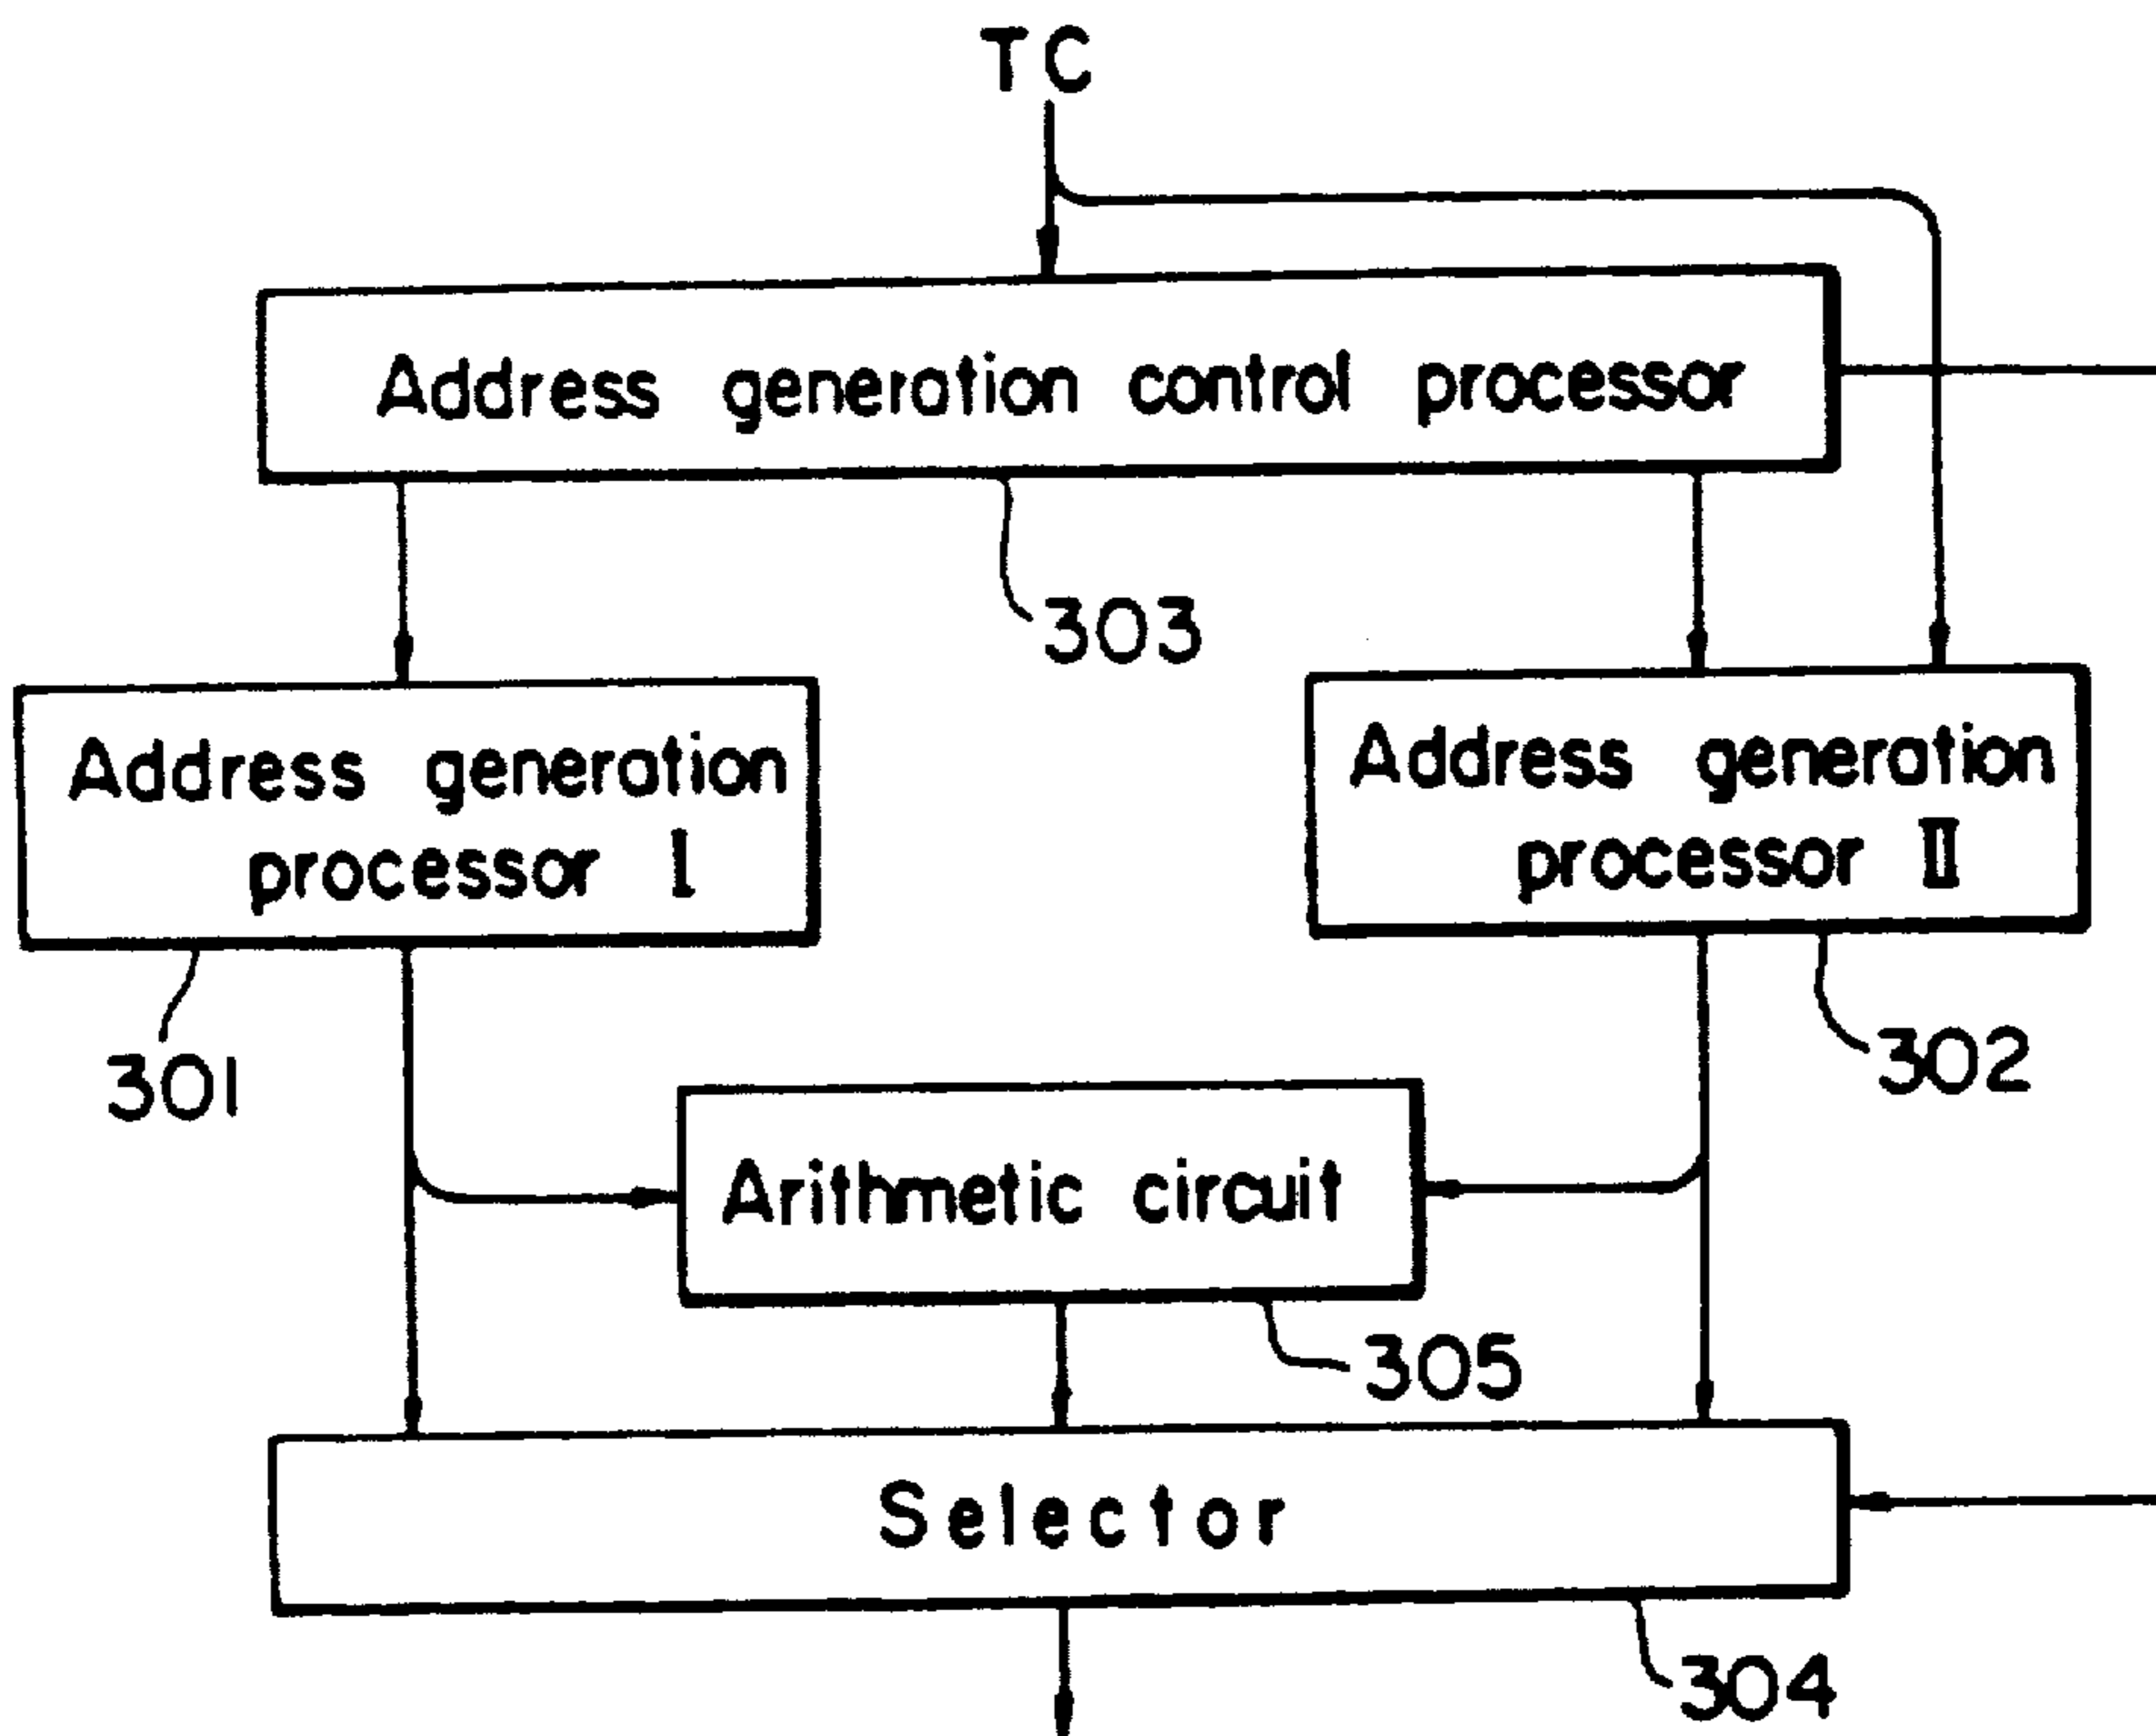 TC
Address generation control processor
303
Address generation
processor I
Address generation
processor II
301
302
Arithmetic circuit
305
Selector
304